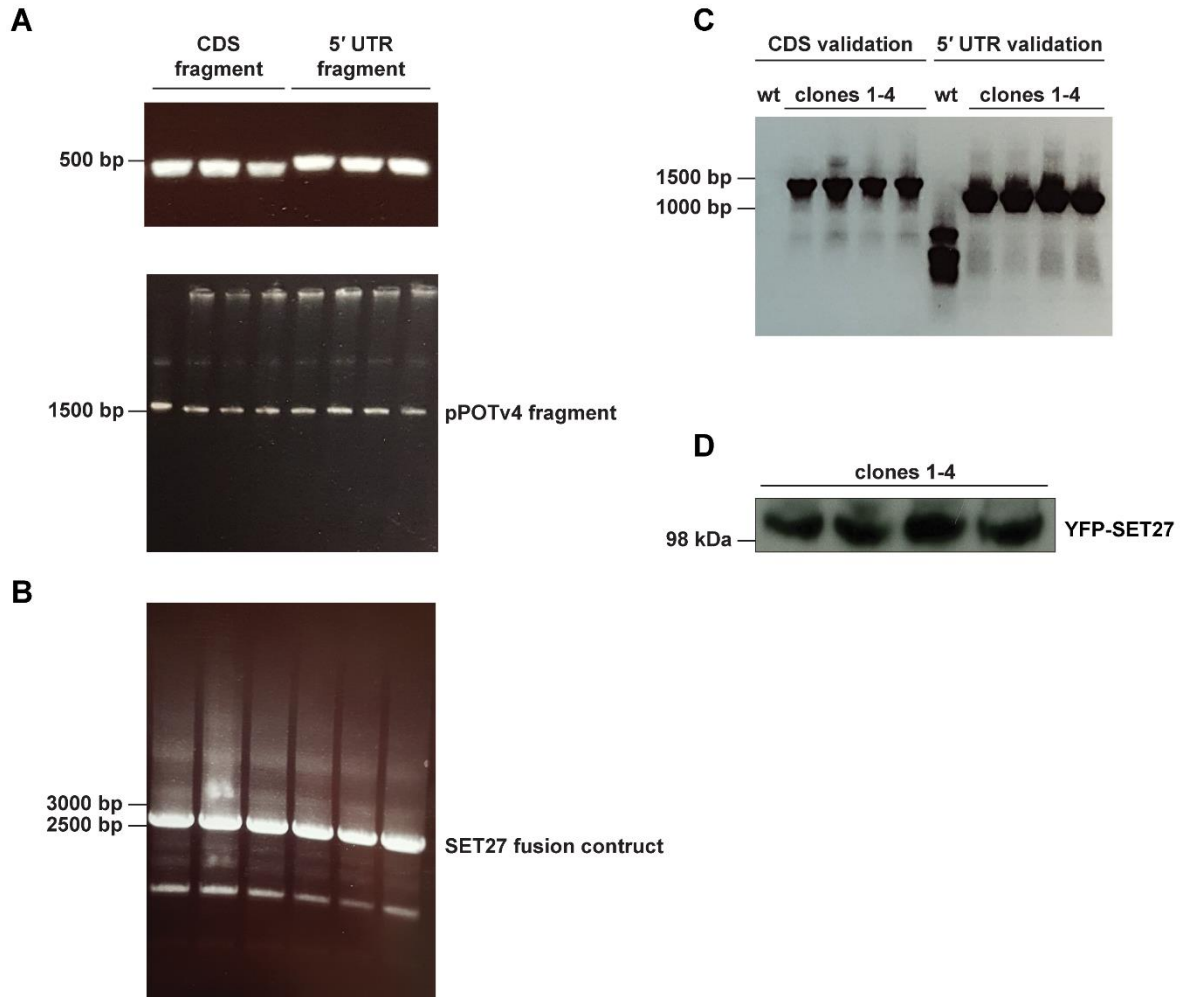 A
CDS fragment
5′ UTR fragment
500 bp
1500 bp
pPOTv4 fragment
B
3000 bp
2500 bp
SET27 fusion contruct
C
CDS validation
5′ UTR validation
wt
clones 1-4
wt
clones 1-4
1500 bp
1000 bp
D
clones 1-4
98 kDa
YFP-SET27